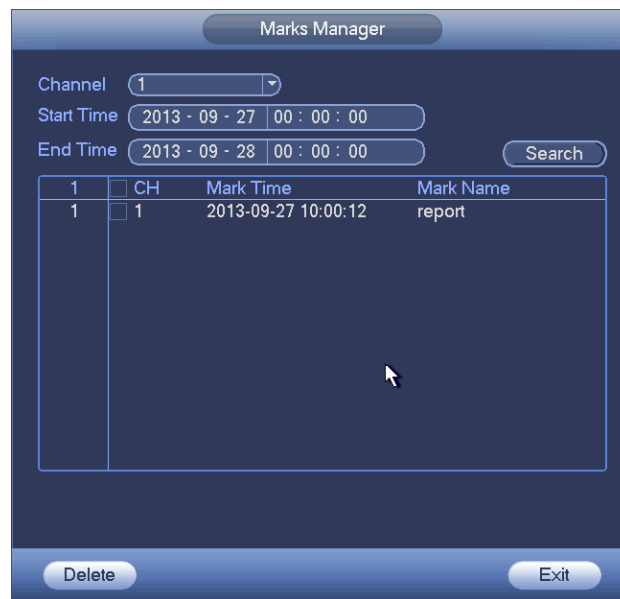 Marks Manager
Channel 1
Start Time 2013 - 09 - 27 00 : 00 : 00
End Time 2013 - 09 - 28 00 : 00 : 00
Search
1 CH Mark Time Mark Name
1 1 2013-09-27 10:00:12 report
Delete Exit